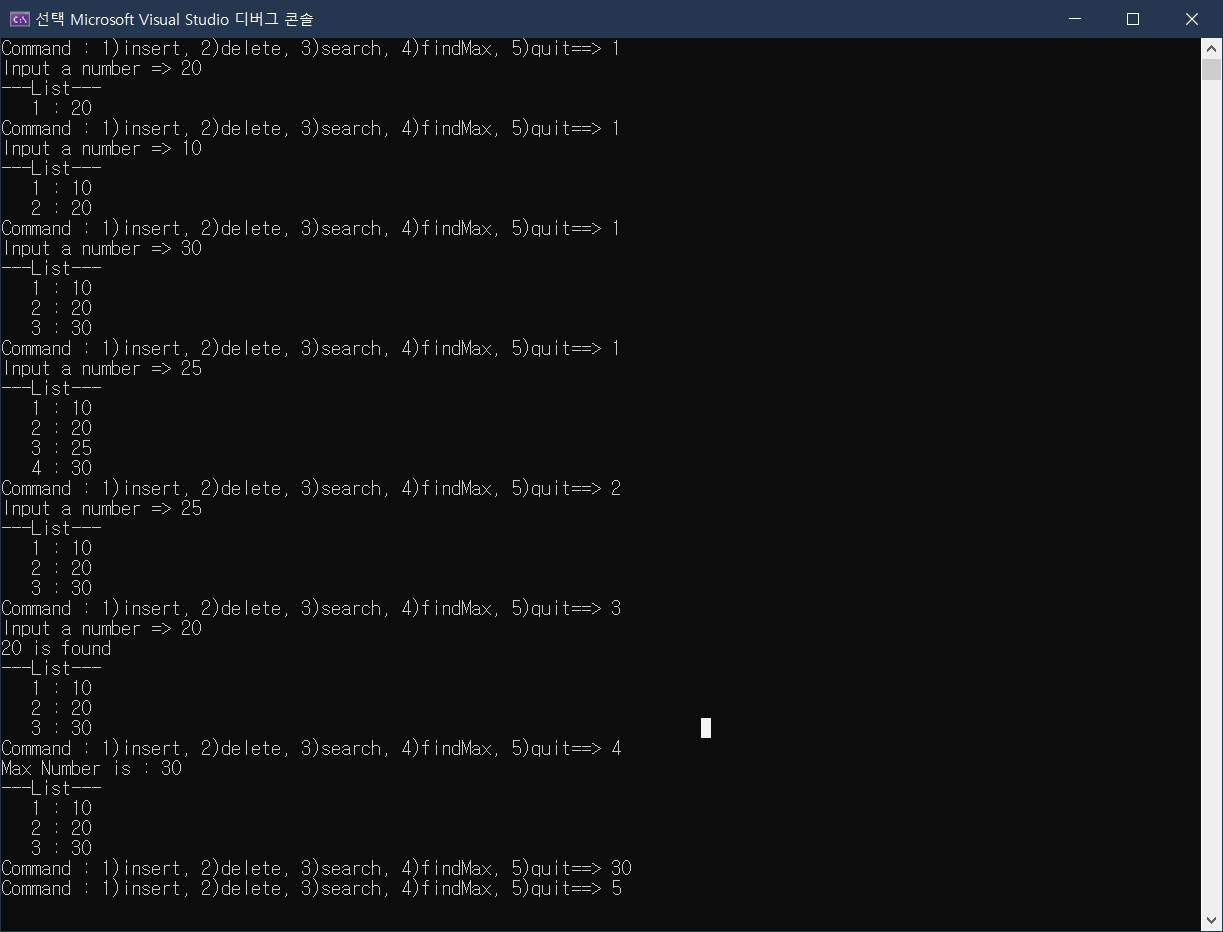 선택 Microsoft Visual Studio 디버그 콘솔
Command : 1)insert, 2)delete, 3)search, 4)findMax, 5)quit==> 1
Input a number => 20
---List---
   1 : 20
Command : 1)insert, 2)delete, 3)search, 4)findMax, 5)quit==> 1
Input a number => 10
---List---
   1 : 10
   2 : 20
Command : 1)insert, 2)delete, 3)search, 4)findMax, 5)quit==> 1
Input a number => 30
---List---
   1 : 10
   2 : 20
   3 : 30
Command : 1)insert, 2)delete, 3)search, 4)findMax, 5)quit==> 1
Input a number => 25
---List---
   1 : 10
   2 : 20
   3 : 25
   4 : 30
Command : 1)insert, 2)delete, 3)search, 4)findMax, 5)quit==> 2
Input a number => 25
---List---
   1 : 10
   2 : 20
   3 : 30
Command : 1)insert, 2)delete, 3)search, 4)findMax, 5)quit==> 3
Input a number => 20
20 is found
---List---
   1 : 10
   2 : 20
   3 : 30
Command : 1)insert, 2)delete, 3)search, 4)findMax, 5)quit==> 4
Max Number is : 30
---List---
   1 : 10
   2 : 20
   3 : 30
Command : 1)insert, 2)delete, 3)search, 4)findMax, 5)quit==> 30
Command : 1)insert, 2)delete, 3)search, 4)findMax, 5)quit==> 5